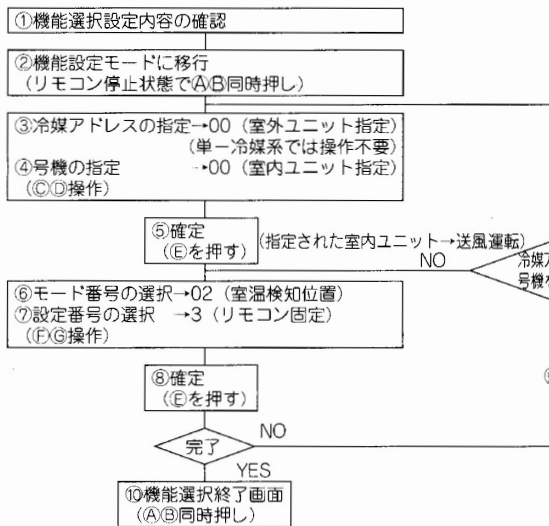 ①機能選択設定内容の確認
②機能設定モードに移行
(リモコン停止状態でⒶⒷ同時押し)
③冷媒アドレスの指定→00 (室外ユニット指定)
(単一冷媒系では操作不要)
④号機の指定 →00 (室内ユニット指定)
(ⒸⒹ操作)
⑤確定
(Ⓔを押す)
(指定された室内ユニット→送風運転)
NO
冷媒ア
号機を
⑥モード番号の選択→02 (室温検知位置)
⑦設定番号の選択 →3 (リモコン固定)
(ⒻⒼ操作)
⑧確定
(Ⓔを押す)
完了
NO
YES
⑩機能選択終了画面
(ⒶⒷ同時押し)